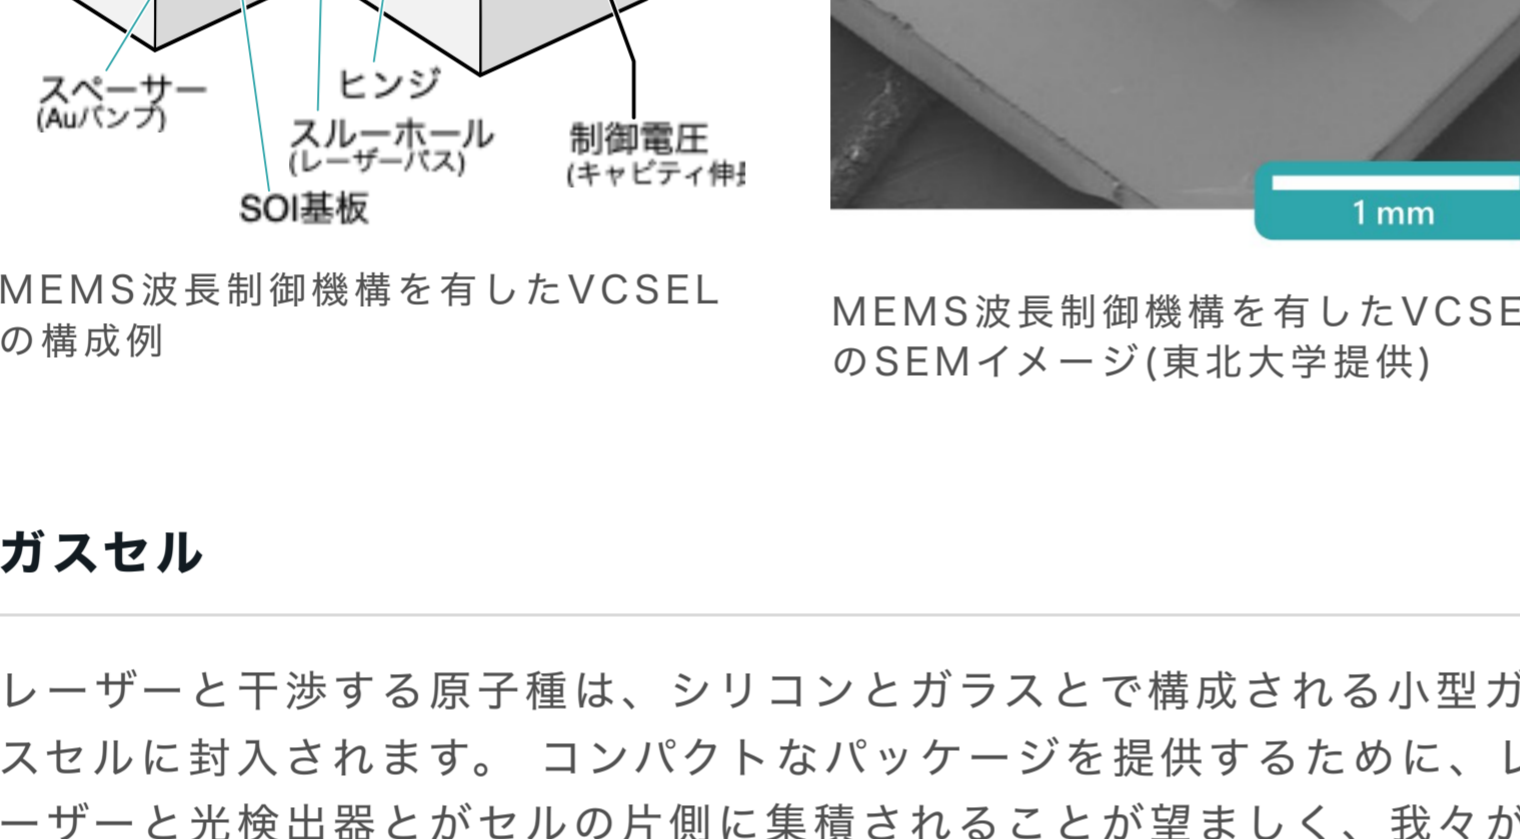 スペーサー
(Auバンプ)
ヒンジ
スルーホール
(レーザーパス)
SOI基板
制御電圧
(キャビティ伸
1 mm
MEMS波長制御機構を有したVCSEL
の構成例
MEMS波長制御機構を有したVCSE
のSEMイメージ(東北大学提供)
ガスセル
レーザーと干渉する原子種は、シリコンとガラスとで構成される小型ガ
スセルに封入されます。 コンパクトなパッケージを提供するために、レ
ーザーと光検出器とがセルの片側に集積されることが望ましく、我々が